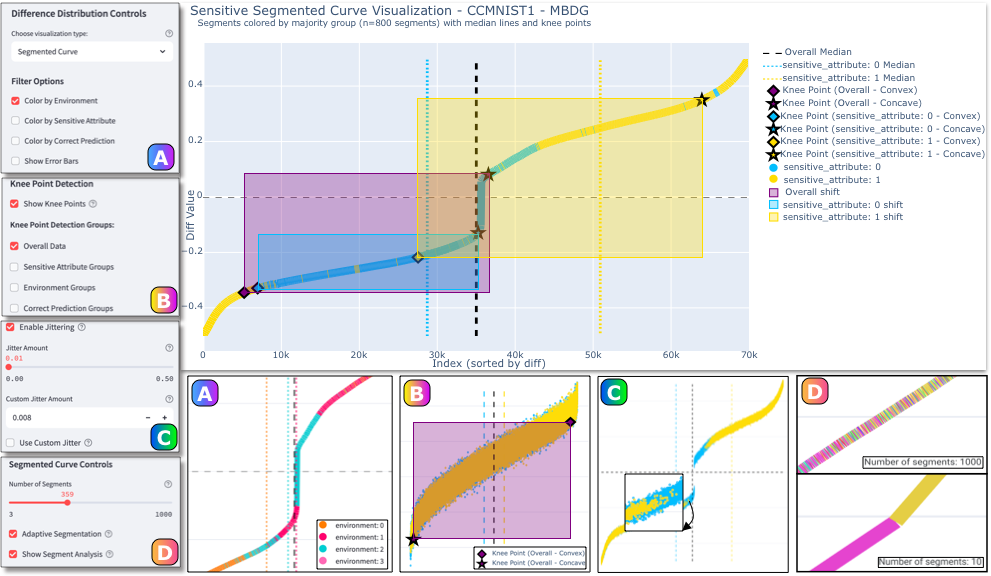 Difference Distribution Controls
Choose visualization type:
Segmented Curve
Filter Options
Color by Environment
Color by Sensitive Attribute
Color by Correct Prediction
Show Error Bars
A
Knee Point Detection
Show Knee Points
Knee Point Detection Groups:
Overall Data
Sensitive Attribute Groups
Environment Groups
Correct Prediction Groups
B
Enable Jittering
Jitter Amount
0.01
0.00 0.50
Custom Jitter Amount
0.008 - +
Use Custom Jitter
C
Segmented Curve Controls
Number of Segments
359
3 1000
Adaptive Segmentation
Show Segment Analysis
D
Sensitive Segmented Curve Visualization - CCMNIST1 - MBDG
Segments colored by majority group (n=800 segments) with median lines and knee points
Diff Value
0.4
0.2
0
−0.2
−0.4
0 10k 20k 30k 40k 50k 60k 70k
Index (sorted by diff)
Overall Median
sensitive_attribute: 0 Median
sensitive_attribute: 1 Median
Knee Point (Overall - Convex)
Knee Point (Overall - Concave)
Knee Point (sensitive_attribute: 0 - Convex)
Knee Point (sensitive_attribute: 0 - Concave)
Knee Point (sensitive_attribute: 1 - Convex)
Knee Point (sensitive_attribute: 1 - Concave)
sensitive_attribute: 0
sensitive_attribute: 1
Overall shift
sensitive_attribute: 0 shift
sensitive_attribute: 1 shift
A
environment: 0
environment: 1
environment: 2
environment: 3
B
Knee Point (Overall - Convex)
Knee Point (Overall - Concave
C
D
Number of segments: 1000
Number of segments: 10